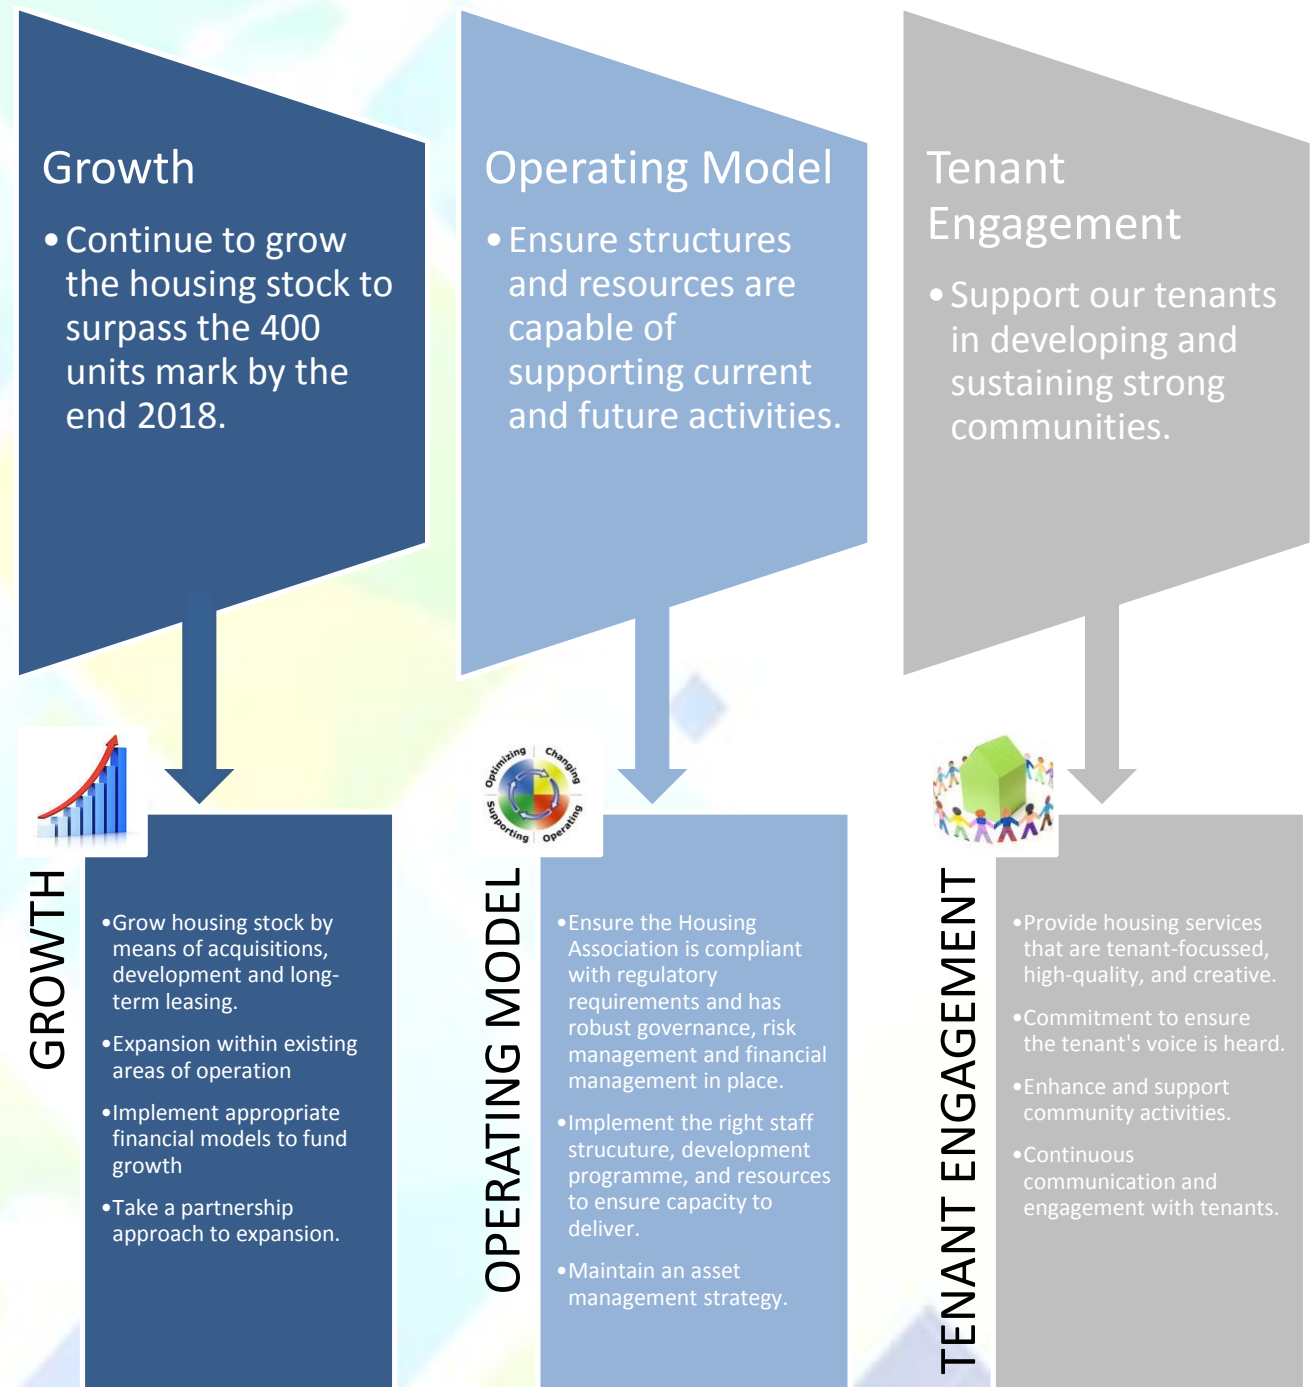 Growth
•Continue to grow
the housing stock to
surpass the 400
units mark by the
end 2018.
Operating Model
•Ensure structures
and resources are
capable of
supporting current
and future activities.
Tenant
Engagement
•Support our tenants
in developing and
sustaining strong
communities.
GROWTH
•Grow housing stock by
means of acquisitions,
development and long-
term leasing.
•Expansion within existing
areas of operation
•Implement appropriate
financial models to fund
growth
•Take a partnership
approach to expansion.
Optimizing
Changing
Supporting
Operating
OPERATING MODEL
•Ensure the Housing
Association is compliant
with regulatory
requirements and has
robust governance, risk
management and financial
management in place.
•Implement the right staff
strucuture, development
programme, and resources
to ensure capacity to
deliver.
•Maintain an asset
management strategy.
TENANT ENGAGEMENT
•Provide housing services
that are tenant-focussed,
high-quality, and creative.
•Commitment to ensure
the tenant's voice is heard.
•Enhance and support
community activities.
•Continuous
communication and
engagement with tenants.